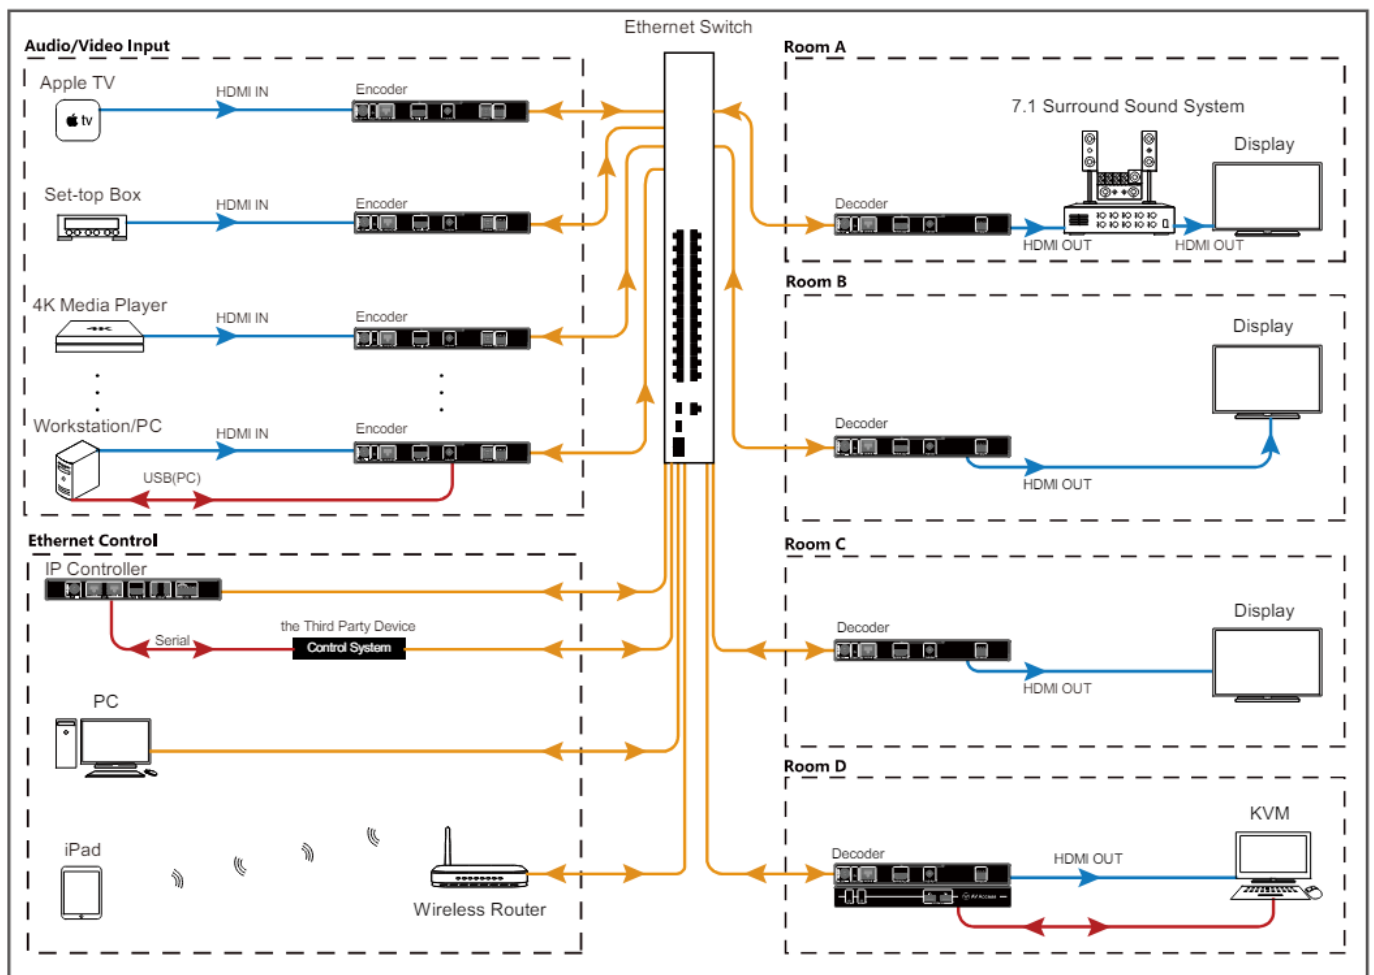 Ethernet Switch
Audio/Video Input
Apple TV
HDMI IN
Encoder
tv
Set-top Box
HDMI IN
Encoder
4K Media Player
HDMI IN
Encoder
4K
Workstation/PC
HDMI IN
Encoder
USB(PC)
Ethernet Control
IP Controller
Serial
the Third Party Device
Control System
PC
iPad
Wireless Router
Room A
7.1 Surround Sound System
Display
Decoder
HDMI OUT
HDMI OUT
Room B
Display
Decoder
HDMI OUT
Room C
Display
Decoder
HDMI OUT
Room D
KVM
Decoder
HDMI OUT
AV Access